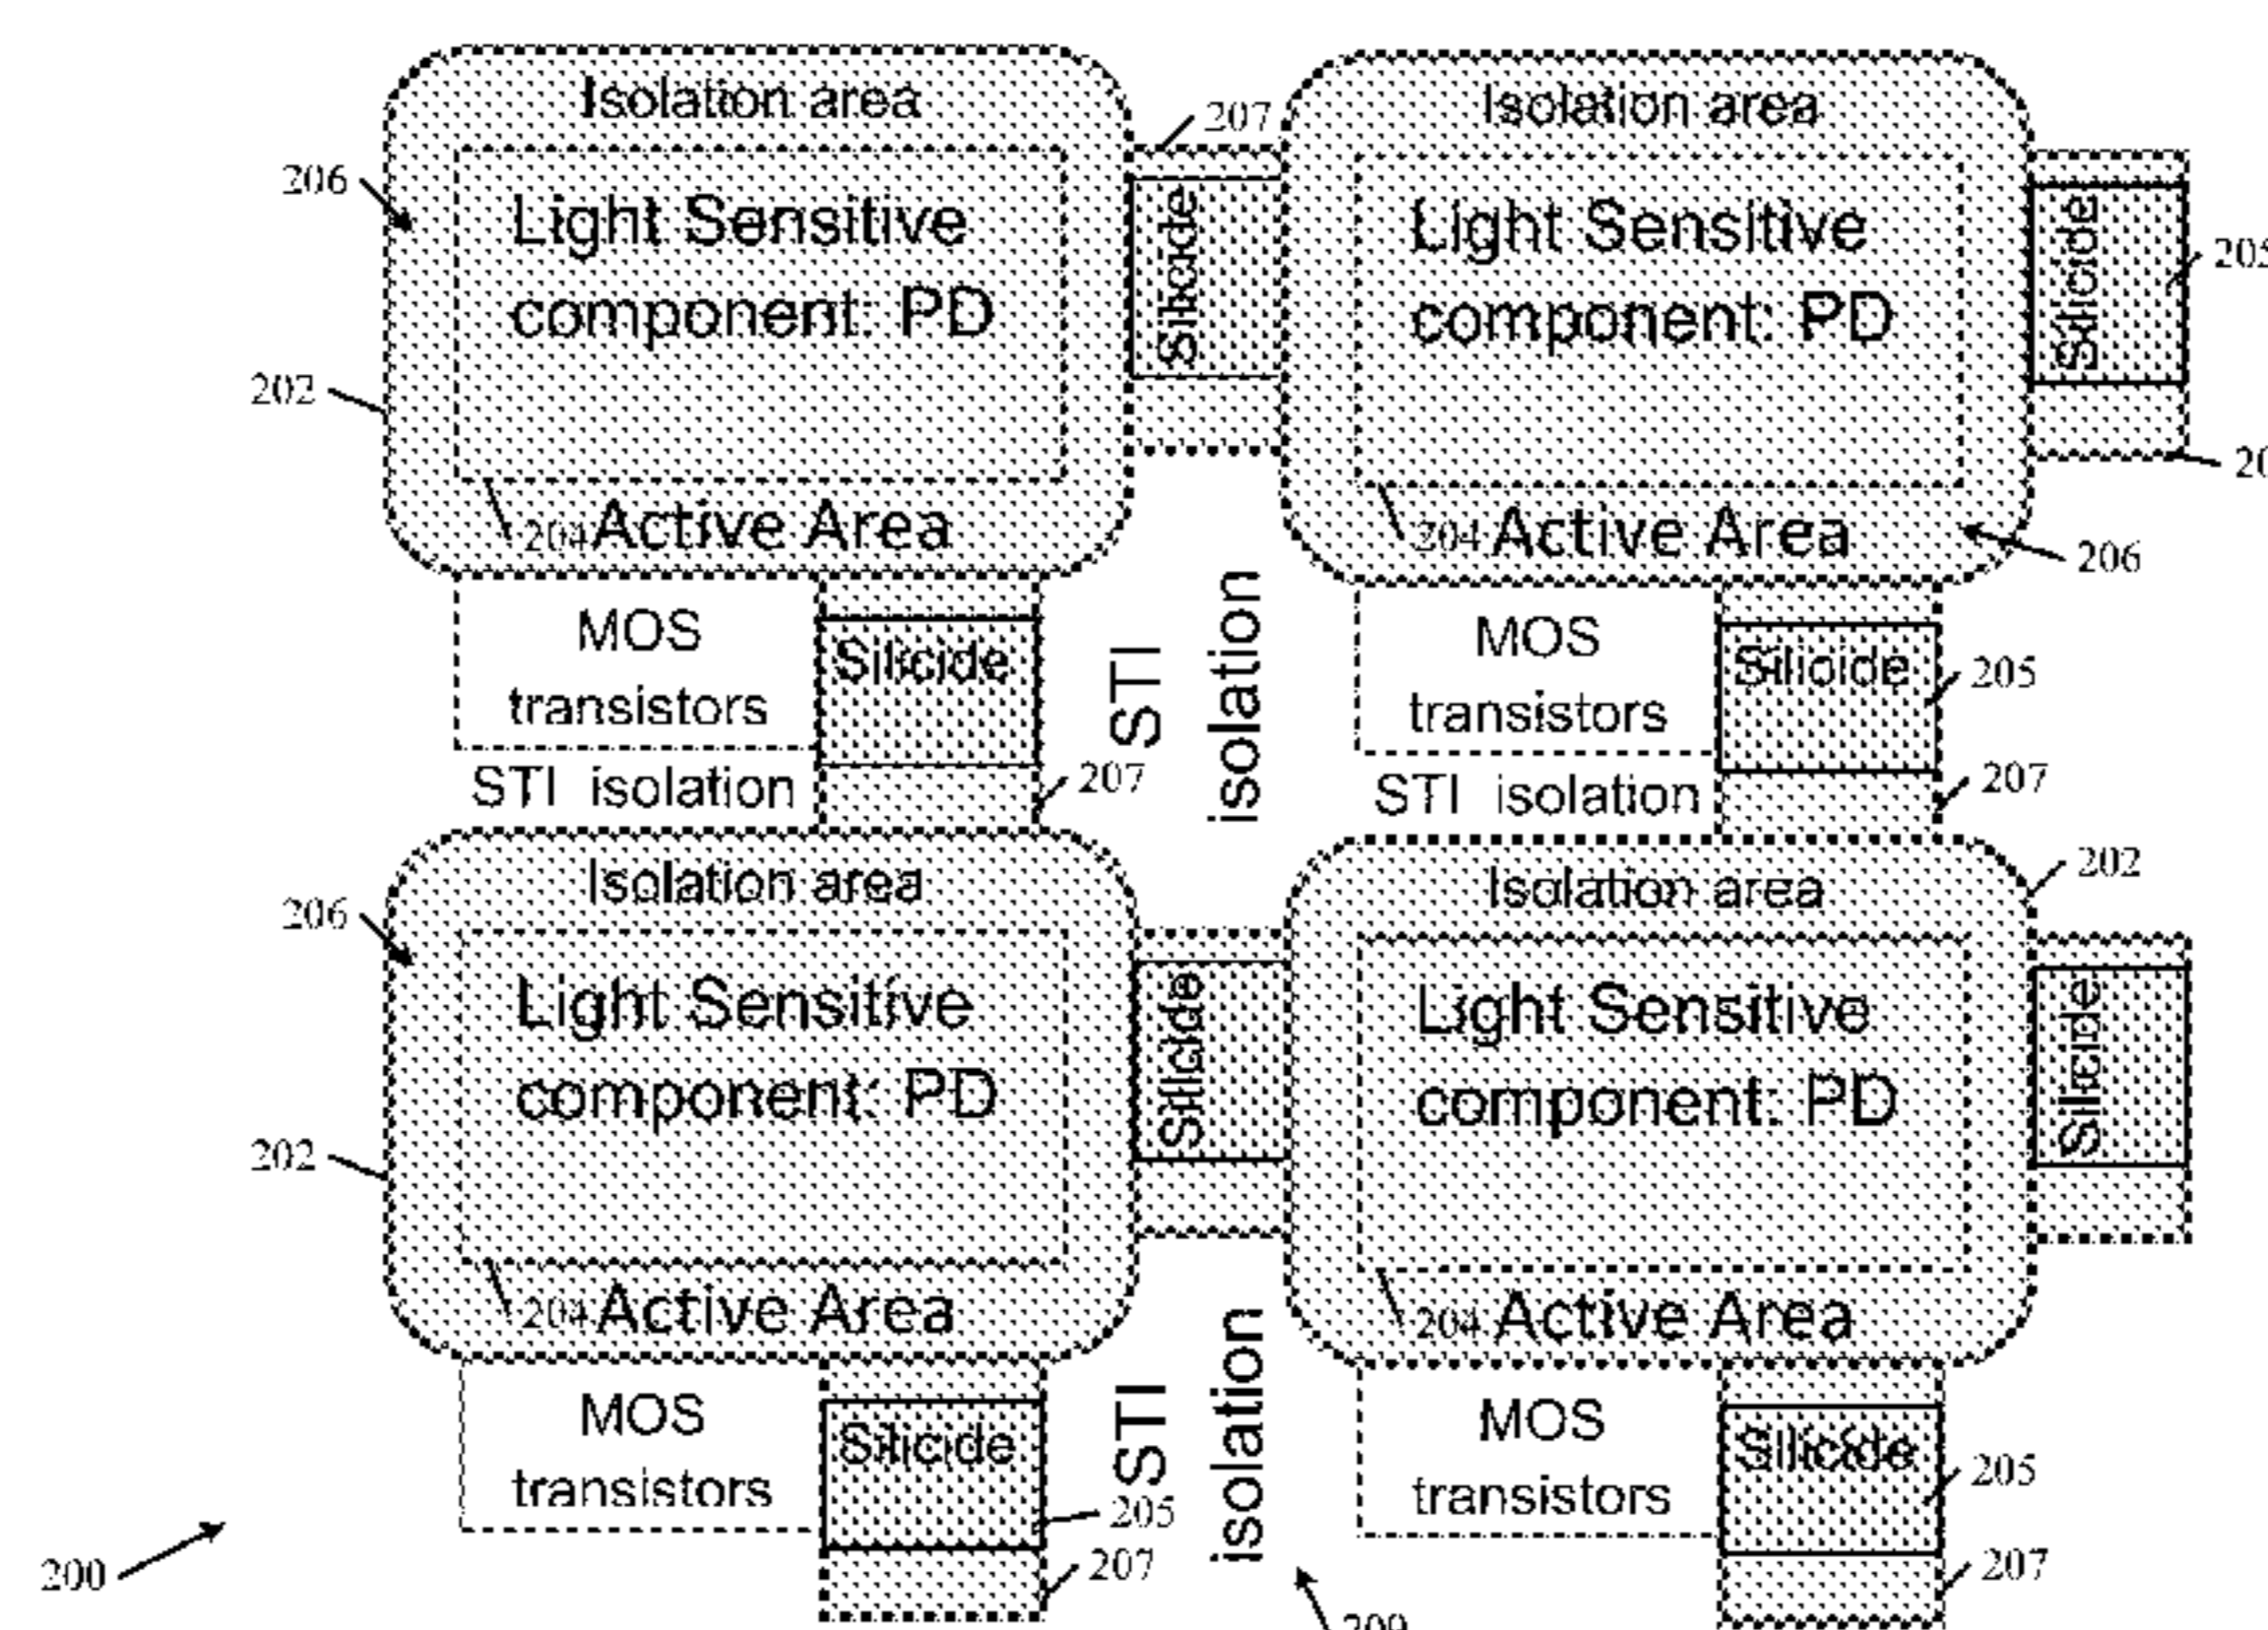 Isolation area
Isolation area
207
206
Light Sensitive
component: PD
Silicide
Light Sensitive
component: PD
Silicide
205
202
204 Active Area
204 Active Area
206
MOS
transistors
Silicide
STI
isolation
MOS
transistors
Silicide
205
STI isolation
207
STI isolation
207
Isolation area
Isolation area
202
206
Light Sensitive
component: PD
Silicide
Light Sensitive
component: PD
Silicide
202
204 Active Area
204 Active Area
MOS
transistors
Silicide
205
207
STI
isolation
MOS
transistors
Silicide
205
207
200
209